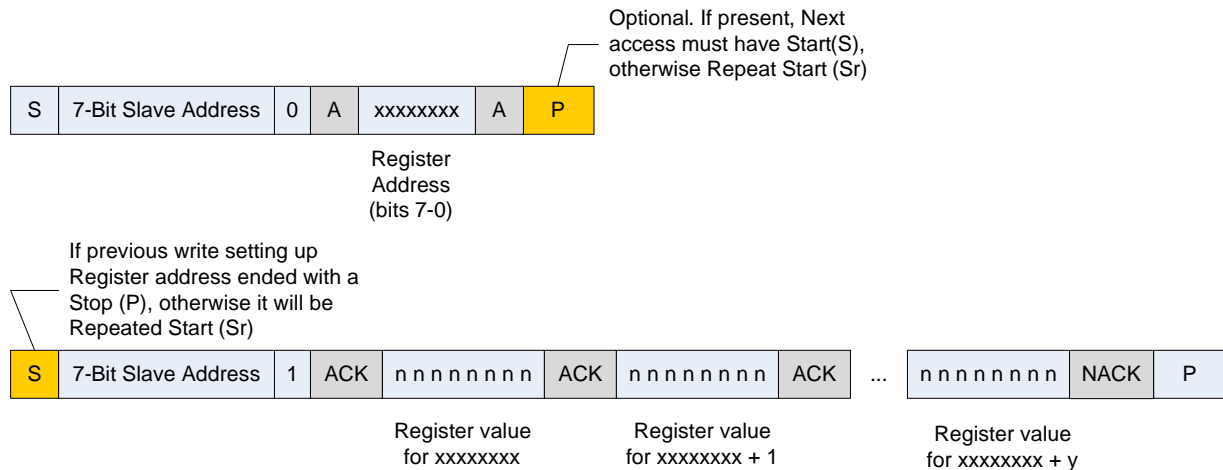 Optional. If present, Next
access must have Start(S),
otherwise Repeat Start (Sr)
S 7-Bit Slave Address 0 A xxxxxxxx A P
Register
Address
(bits 7-0)
If previous write setting up
Register address ended with a
Stop (P), otherwise it will be
Repeated Start (Sr)
S 7-Bit Slave Address 1 ACK n n n n n n n n ACK n n n n n n n n ACK ... n n n n n n n n NACK P
Register value
for xxxxxxxx
Register value
for xxxxxxxx + 1
Register value
for xxxxxxxx + y